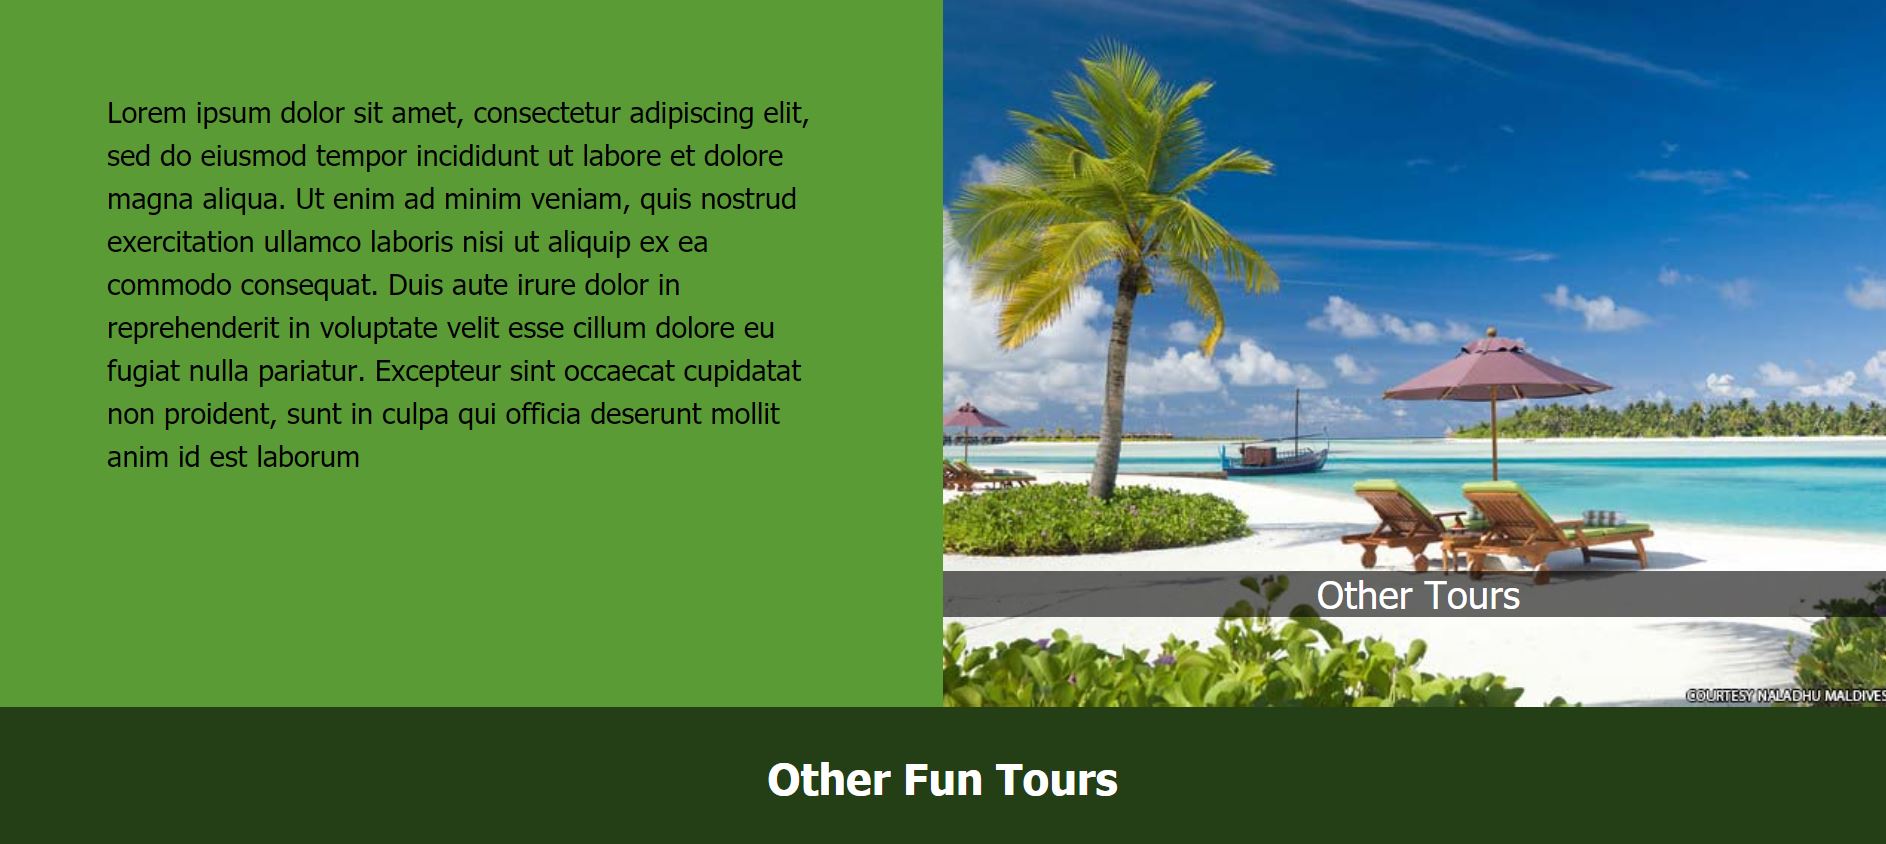 Lorem ipsum dolor sit amet, consectetur adipiscing elit,
sed do eiusmod tempor incididunt ut labore et dolore
magna aliqua. Ut enim ad minim veniam, quis nostrud
exercitation ullamco laboris nisi ut aliquip ex ea
commodo consequat. Duis aute irure dolor in
reprehenderit in voluptate velit esse cillum dolore eu
fugiat nulla pariatur. Excepteur sint occaecat cupidatat
non proident, sunt in culpa qui officia deserunt mollit
anim id est laborum
Other Tours
COURTESY NALADHU MALDIVES
Other Fun Tours